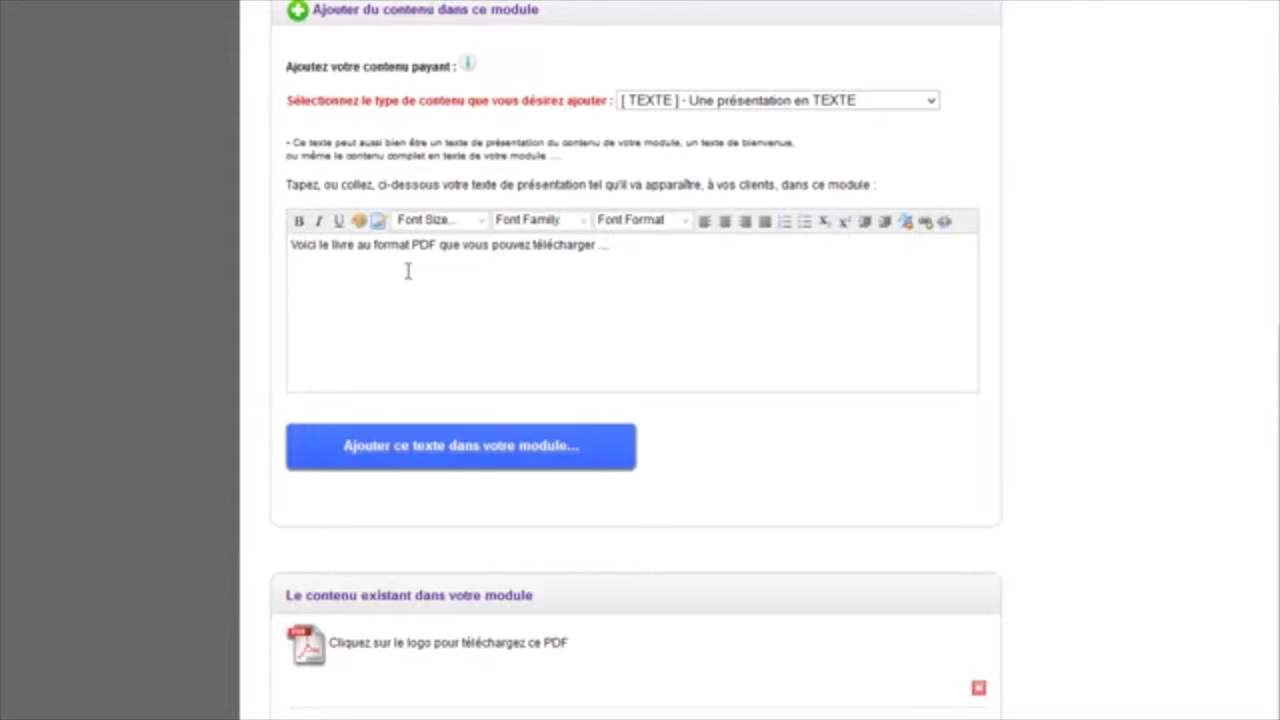 Ajouter du contenu dans ce module
Ajoutez votre contenu payant :
Sélectionnez le type de contenu que vous désirez ajouter : [ TEXTE ] - Une présentation en TEXTE
- Ce texte peut aussi bien être un texte de présentation du contenu de votre module, un texte de bienvenue,
ou même le contenu complet en texte de votre module ....
Tapez, ou collez, ci-dessous votre texte de présentation tel qu'il va apparaître, à vos clients, dans ce module :
B I U Font Size... Font Family. Font Format
Voici le livre au format PDF que vous pouvez télécharger ...
Ajouter ce texte dans votre module...
Le contenu existant dans votre module
PDF Cliquez sur le logo pour téléchargez ce PDF